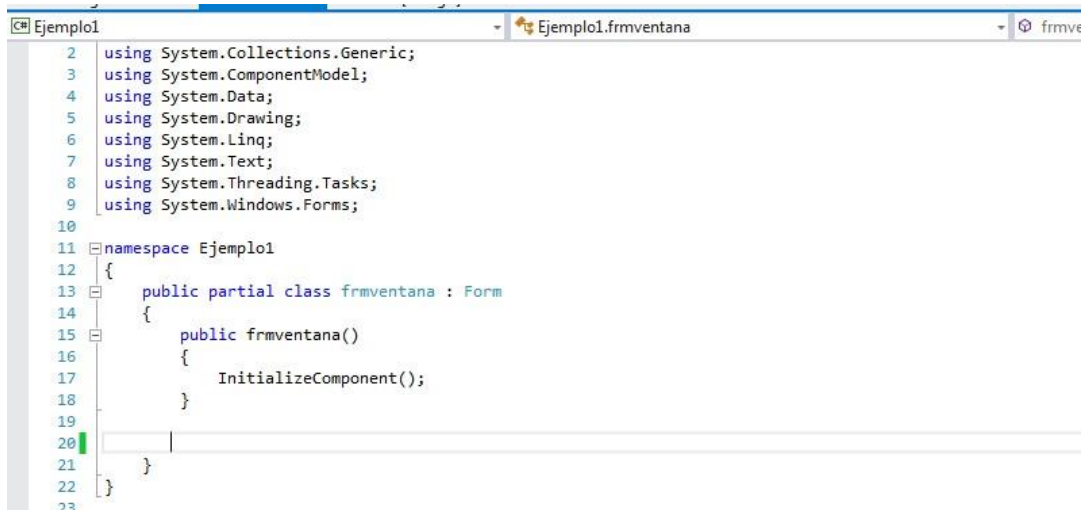 C# Ejemplo1 Ejemplo1.frmventana
2 using System.Collections.Generic;
3 using System.ComponentModel;
4 using System.Data;
5 using System.Drawing;
6 using System.Linq;
7 using System.Text;
8 using System.Threading.Tasks;
9 using System.Windows.Forms;
10
11 namespace Ejemplo1
12 {
13 public partial class frmventana : Form
14 {
15 public frmventana()
16 {
17 InitializeComponent();
18 }
19
20
21 }
22 }
23